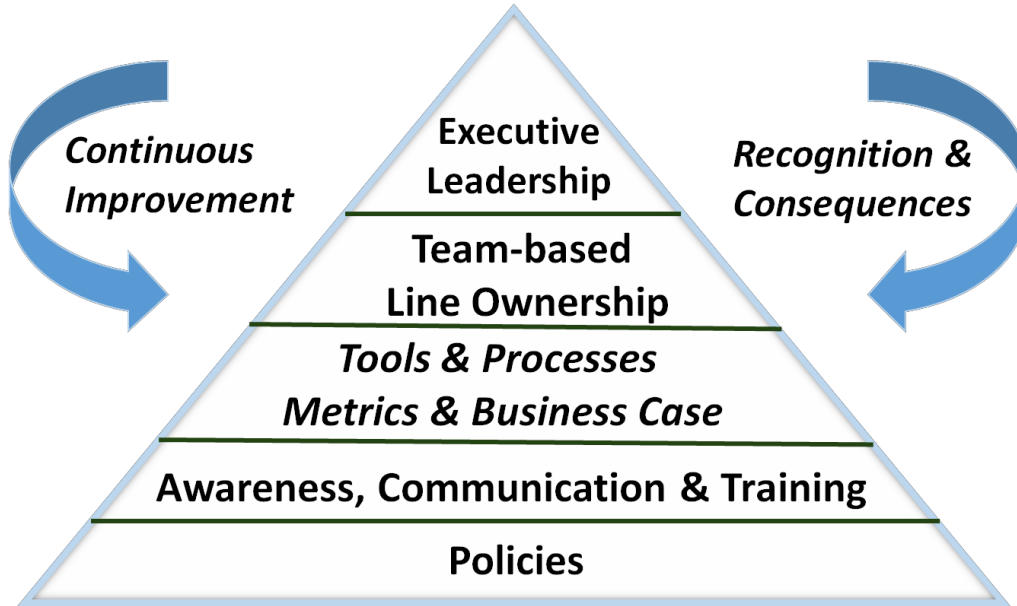 Executive
Leadership
Continuous
Improvement
Recognition &
Consequences
Team-based
Line Ownership
Tools & Processes
Metrics & Business Case
Awareness, Communication & Training
Policies